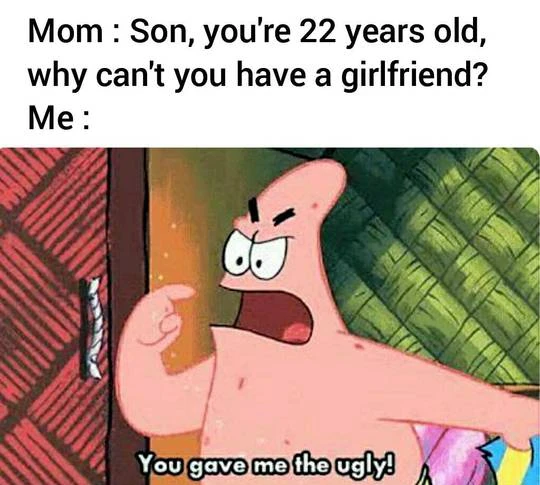 Mom : Son, you're 22 years old,
why can't you have a girlfriend?
Me :
You gave me the ugly!